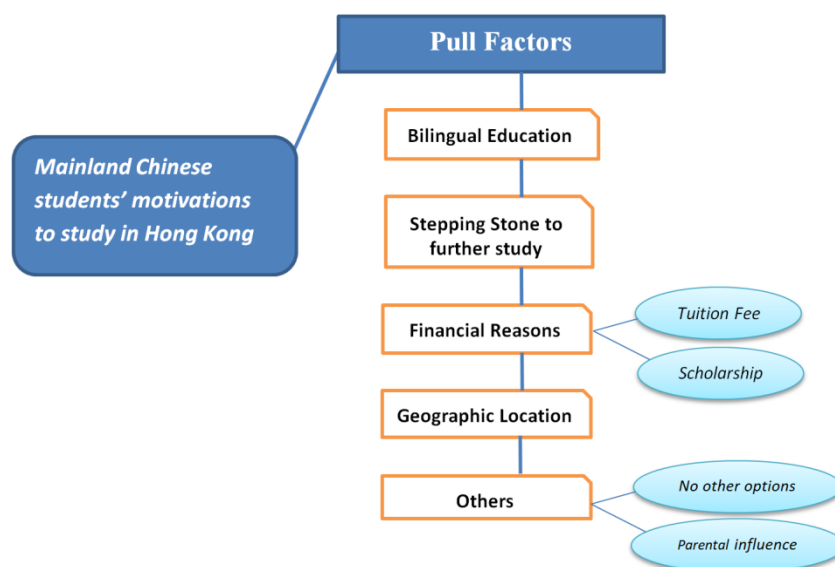 Pull Factors
Mainland Chinese
students’ motivations
to study in Hong Kong
Bilingual Education
Stepping Stone to
further study
Financial Reasons
Tuition Fee
Scholarship
Geographic Location
Others
No other options
Parental influence